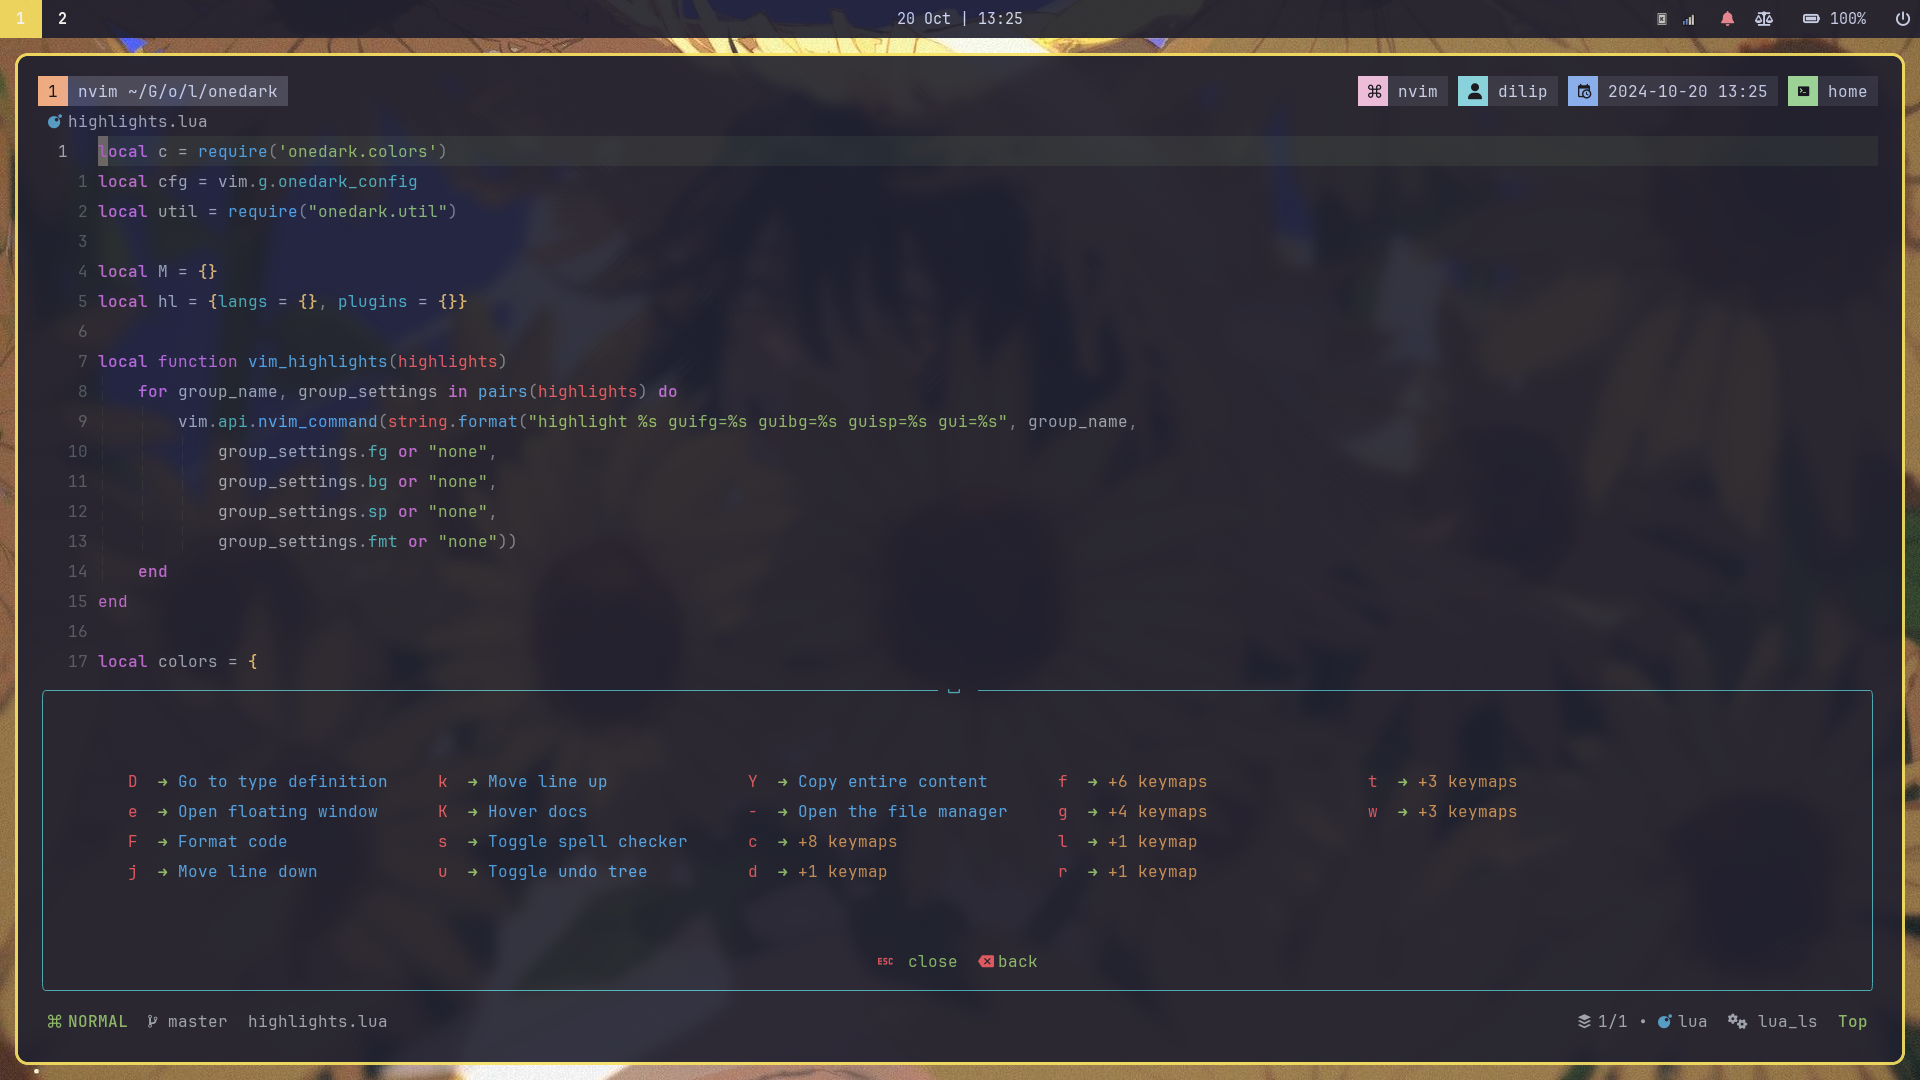 1 2 20 Oct | 13:25 100%
1 nvim ~/G/o/l/onedark nvim dilip 2024-10-20 13:25 home
highlights.lua
1 local c = require('onedark.colors')
1 local cfg = vim.g.onedark_config
2 local util = require("onedark.util")
3
4 local M = {}
5 local hl = {langs = {}, plugins = {}}
6
7 local function vim_highlights(highlights)
8 for group_name, group_settings in pairs(highlights) do
9 vim.api.nvim_command(string.format("highlight %s guifg=%s guibg=%s guisp=%s gui=%s", group_name,
10 group_settings.fg or "none",
11 group_settings.bg or "none",
12 group_settings.sp or "none",
13 group_settings.fmt or "none"))
14 end
15 end
16
17 local colors = {
D → Go to type definition k → Move line up Y → Copy entire content f → +6 keymaps t → +3 keymaps
e → Open floating window K → Hover docs - → Open the file manager g → +4 keymaps w → +3 keymaps
F → Format code s → Toggle spell checker c → +8 keymaps l → +1 keymap
j → Move line down u → Toggle undo tree d → +1 keymap r → +1 keymap
ESC close back
NORMAL master highlights.lua 1/1 • lua lua_ls Top